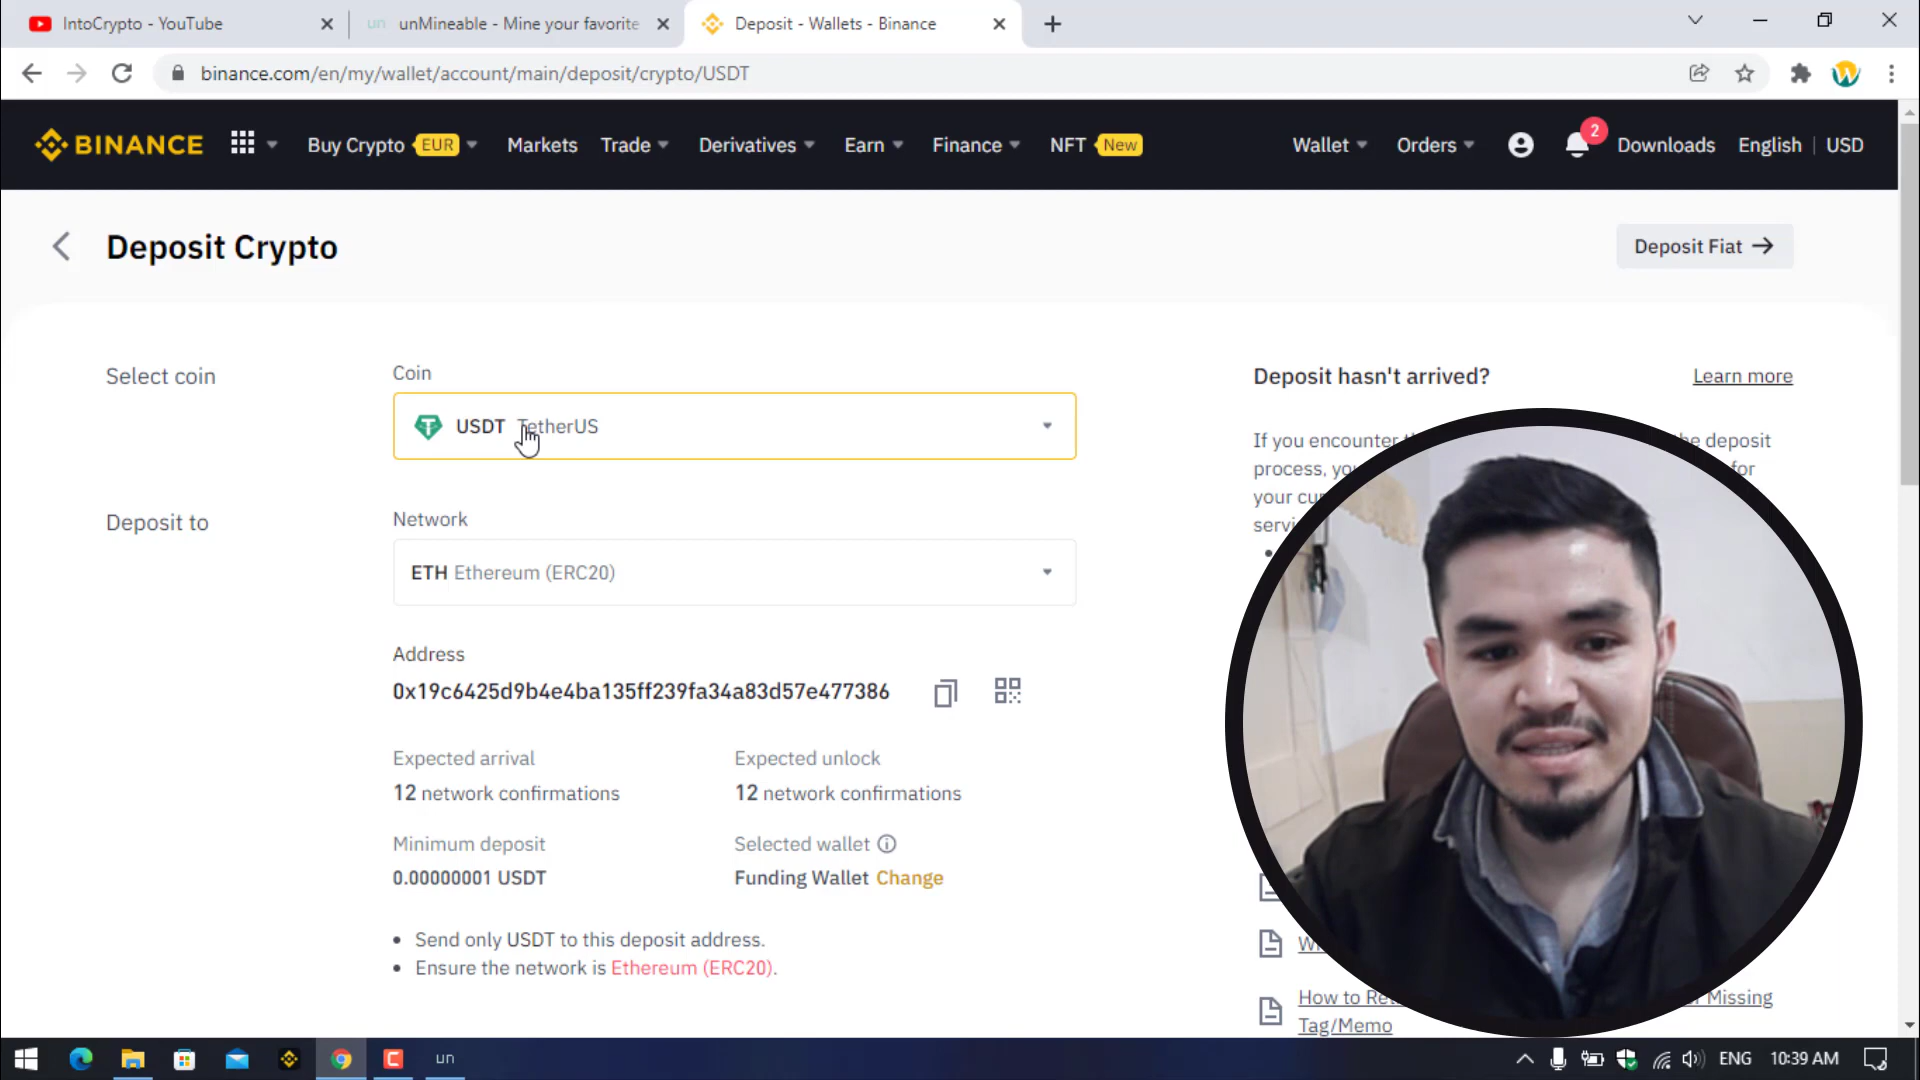 IntoCrypto - YouTube
un unMineable - Mine your favorite
Deposit - Wallets - Binance
binance.com/en/my/wallet/account/main/deposit/crypto/USDT
BINANCE Buy Crypto EUR Markets Trade Derivatives Earn Finance NFT New Wallet Orders 2 Downloads English | USD
Deposit Crypto
Deposit Fiat →
Select coin
Coin
USDT TetherUS
Deposit to
Network
ETH Ethereum (ERC20)
Address
0x19c6425d9b4e4ba135ff239fa34a83d57e477386
Expected arrival
12 network confirmations
Expected unlock
12 network confirmations
Minimum deposit
0.00000001 USDT
Selected wallet
Funding Wallet Change
• Send only USDT to this deposit address.
• Ensure the network is Ethereum (ERC20).
Deposit hasn't arrived?
Learn more
If you encounter deposit
process, for
your
How to Missing
Tag/Memo
un
ENG 10:39 AM